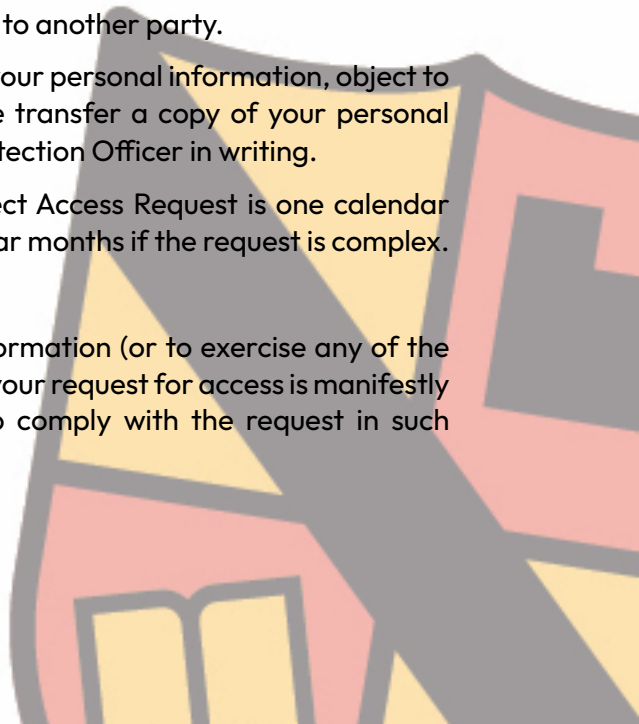 to another party.
our personal information, object to
e transfer a copy of your personal
tection Officer in writing.
ect Access Request is one calendar
ar months if the request is complex.
ormation (or to exercise any of the
your request for access is manifestly
o comply with the request in such